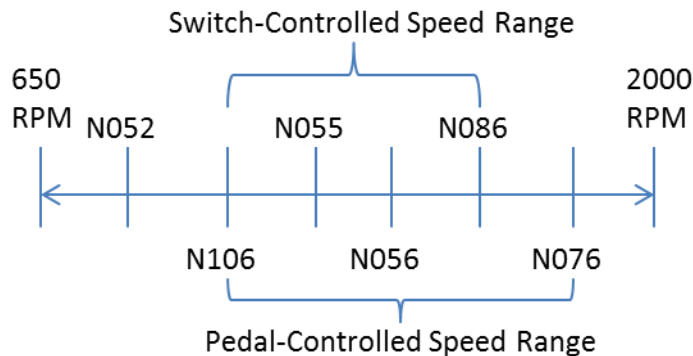 Switch-Controlled Speed Range
650
RPM
2000
RPM
N052
N055
N086
N106
N056
N076
Pedal-Controlled Speed Range